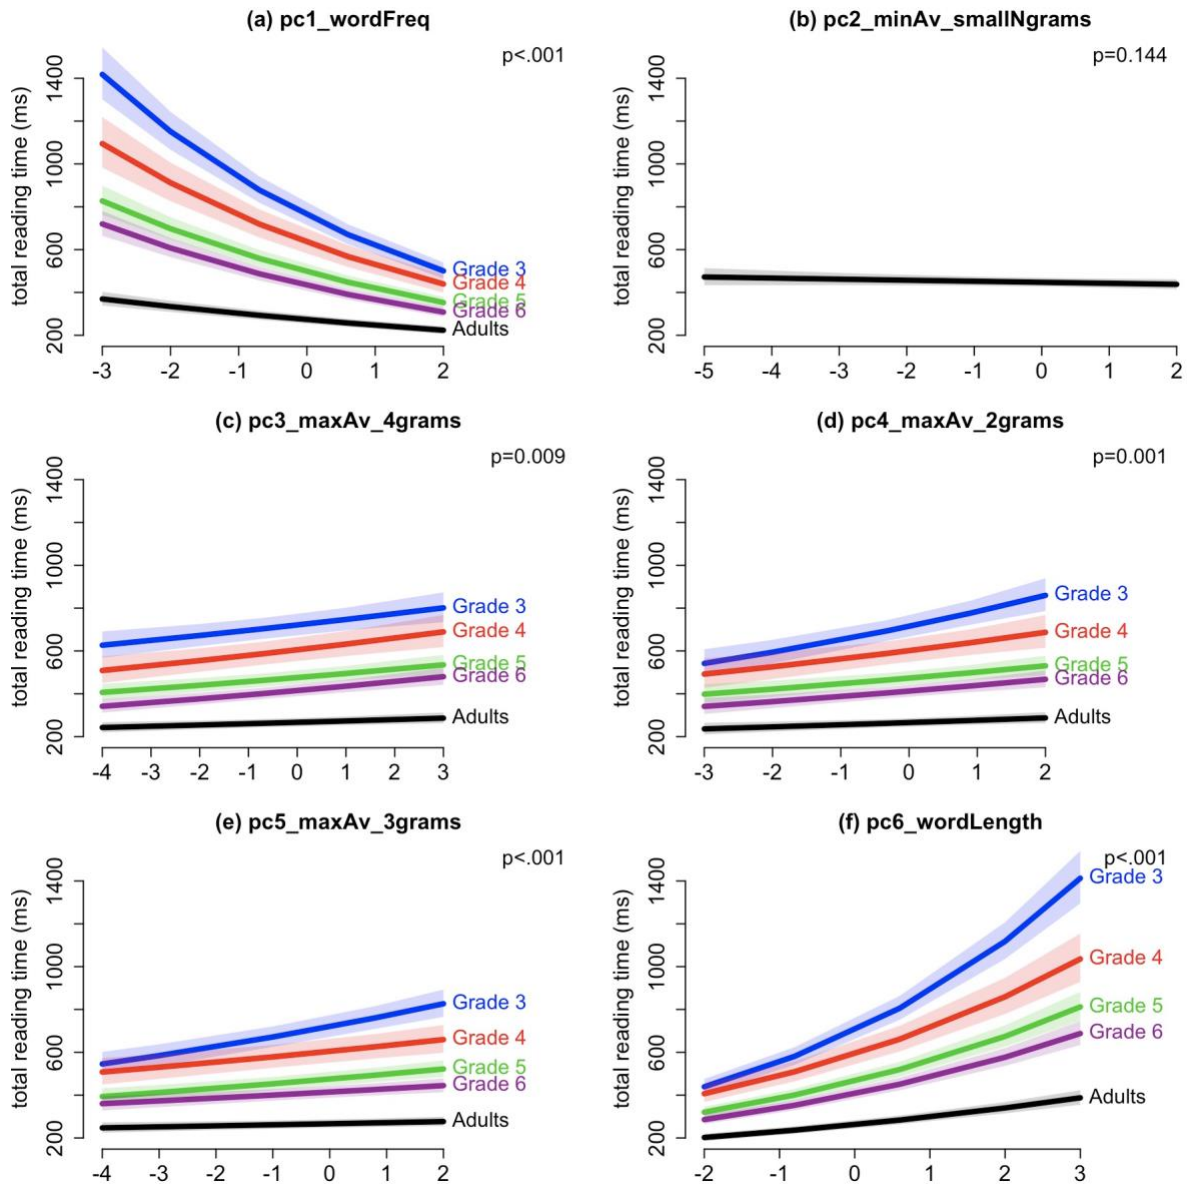 (a) pc1_wordFreq
p<.001
total reading time (ms)
1400
1000
600
200
Grade 3
Grade 4
Grade 5
Grade 6
Adults
-3 -2 -1 0 1 2
(b) pc2_minAv_smallNgrams
p=0.144
total reading time (ms)
1400
1000
600
200
-5 -4 -3 -2 -1 0 1 2
(c) pc3_maxAv_4grams
p=0.009
total reading time (ms)
1400
1000
600
200
Grade 3
Grade 4
Grade 5
Grade 6
Adults
-4 -3 -2 -1 0 1 2 3
(d) pc4_maxAv_2grams
p=0.001
total reading time (ms)
1400
1000
600
200
Grade 3
Grade 4
Grade 5
Grade 6
Adults
-3 -2 -1 0 1 2
(e) pc5_maxAv_3grams
p<.001
total reading time (ms)
1400
1000
600
200
Grade 3
Grade 4
Grade 5
Grade 6
Adults
-4 -3 -2 -1 0 1 2
(f) pc6_wordLength
p<.001
total reading time (ms)
1400
1000
600
200
Grade 3
Grade 4
Grade 5
Grade 6
Adults
-2 -1 0 1 2 3